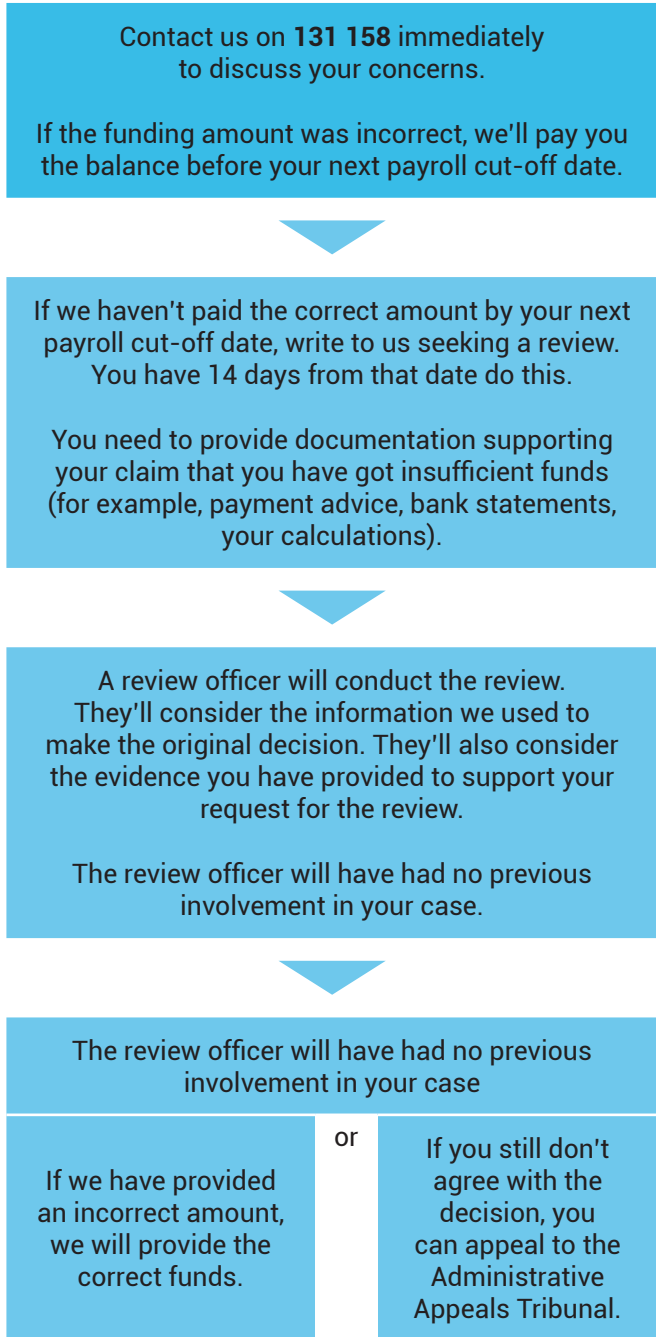 Contact us on 131 158 immediately
to discuss your concerns.
If the funding amount was incorrect, we'll pay you
the balance before your next payroll cut-off date.
If we haven't paid the correct amount by your next
payroll cut-off date, write to us seeking a review.
You have 14 days from that date do this.
You need to provide documentation supporting
your claim that you have got insufficient funds
(for example, payment advice, bank statements,
your calculations).
A review officer will conduct the review.
They'll consider the information we used to
make the original decision. They'll also consider
the evidence you have provided to support your
request for the review.
The review officer will have had no previous
involvement in your case.
The review officer will have had no previous
involvement in your case
If we have provided
an incorrect amount,
we will provide the
correct funds.
or
If you still don't
agree with the
decision, you
can appeal to the
Administrative
Appeals Tribunal.